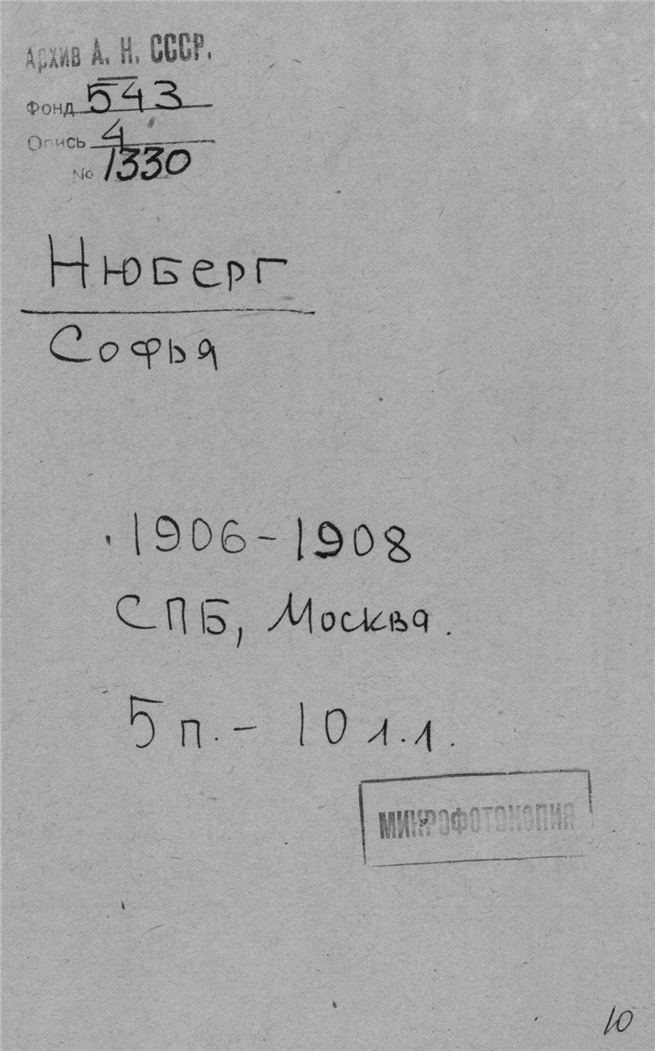 Архив А. Н. СССР.
Фонд 543
Опись 4
№ 1330
Нюберг
Софья
1906-1908
СПБ, Москва.
5 п. - 10 л.л.
МИКРОФОТОКОПИЯ
10